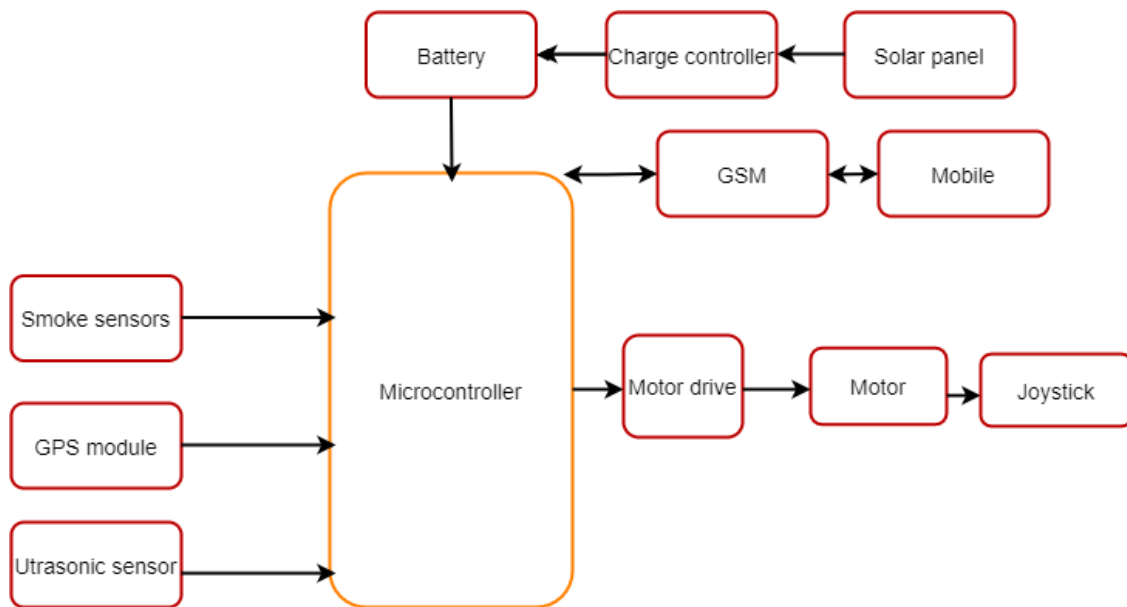 Battery
Charge controller
Solar panel
GSM
Mobile
Smoke sensors
Microcontroller
Motor drive
Motor
Joystick
GPS module
Utrasonic sensor